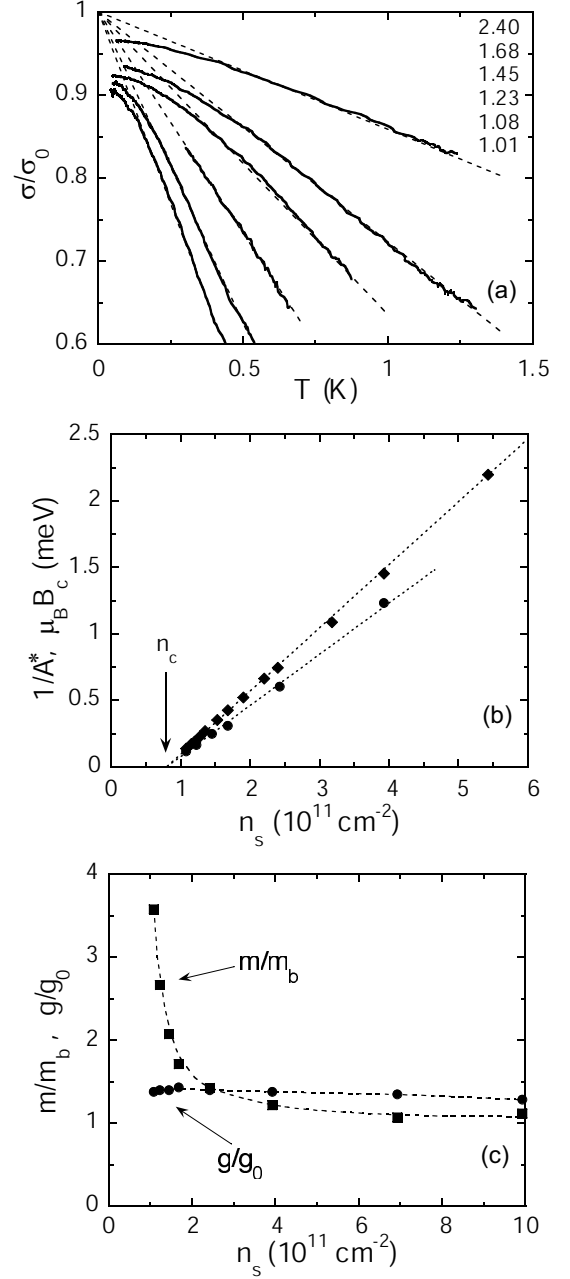 1
0.9
0.8
0.7
0.6
σ/σ0
2.40
1.68
1.45
1.23
1.08
1.01
(a)
0 0.5 1 1.5
T (K)
2.5
2
1.5
1
0.5
0
1/A*, μBBc (meV)
nc
(b)
0 1 2 3 4 5 6
ns (10^11 cm^-2)
4
3
2
1
0
m/mb , g/g0
m/mb
g/g0
(c)
0 2 4 6 8 10
ns (10^11 cm^-2)